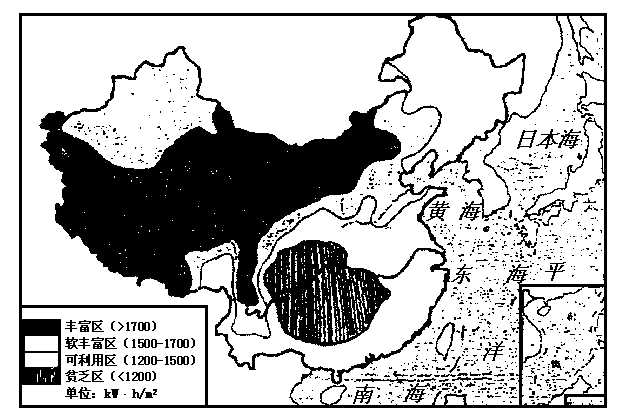 日本海
黄 海
东 海 平
洋
南 海
丰富区（>1700）
软丰富区（1500-1700）
可利用区（1200-1500）
贫乏区（<1200）
单位：kW·h/m²